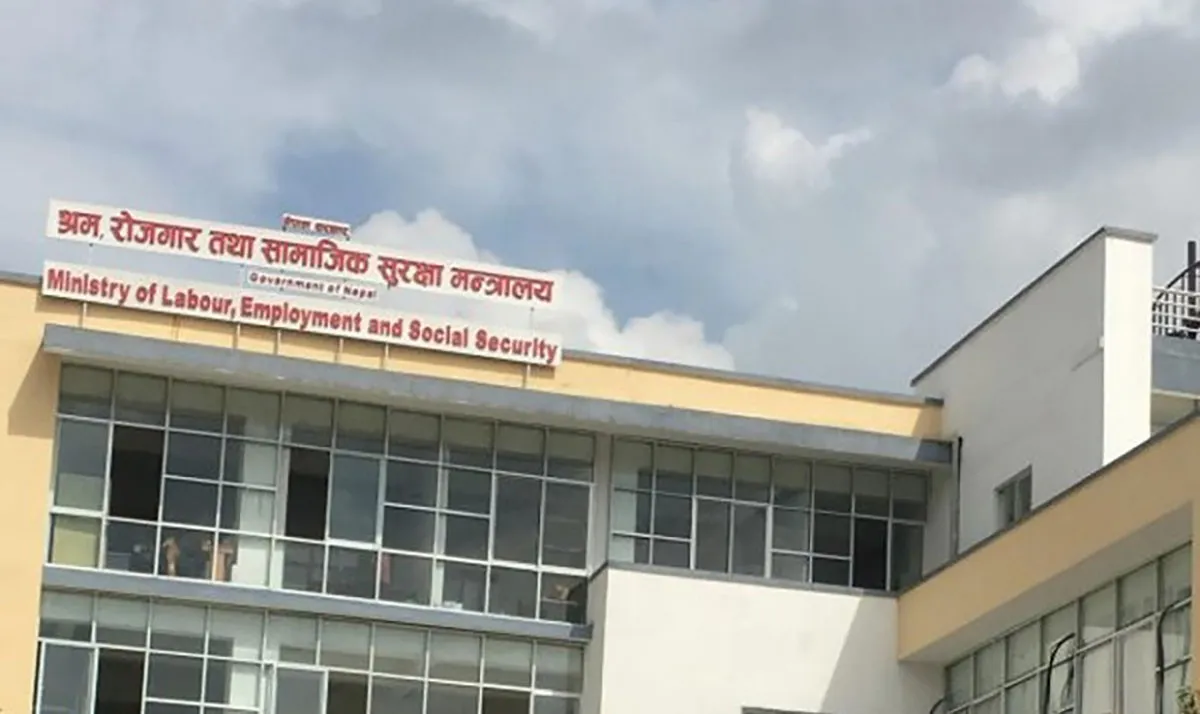 नेपाल सरकार
श्रम, रोजगार तथा सामाजिक सुरक्षा मन्त्रालय
Government of Nepal
Ministry of Labour, Employment and Social Security